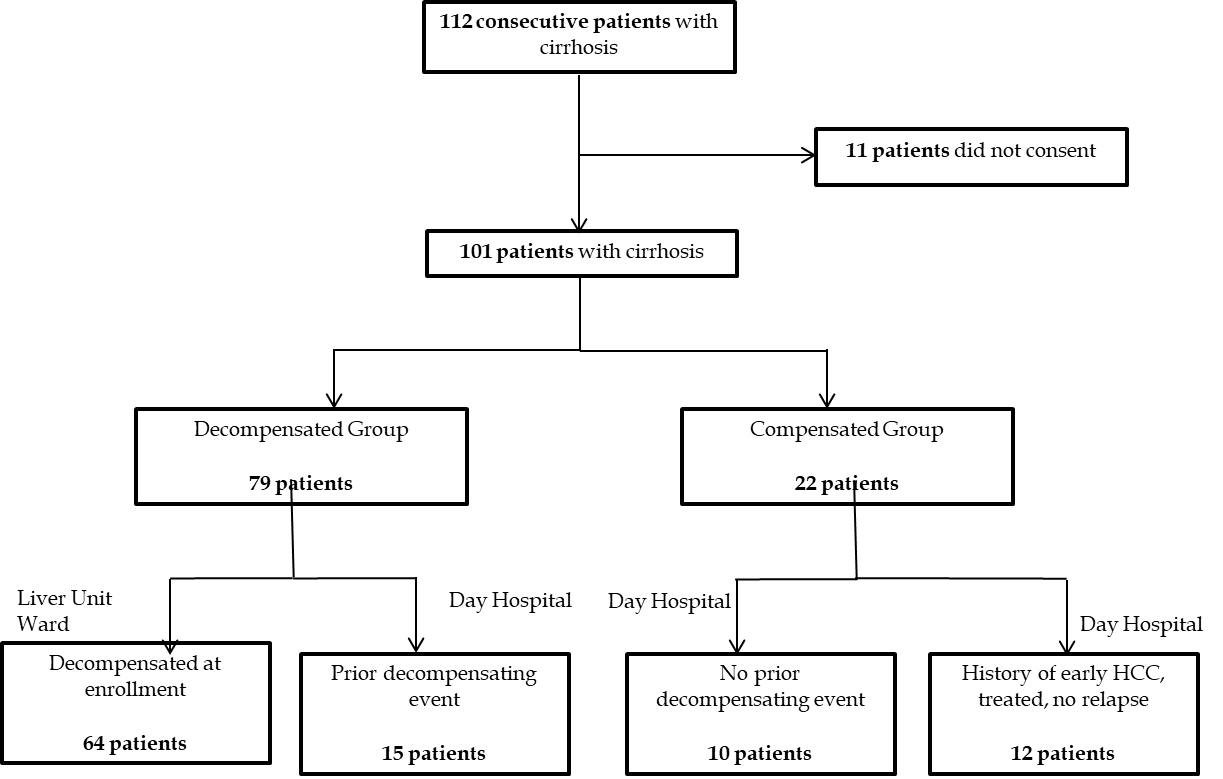 112 consecutive patients with
cirrhosis
11 patients did not consent
101 patients with cirrhosis
Decompensated Group
79 patients
Compensated Group
22 patients
Liver Unit
Ward
Day Hospital
Day Hospital
Day Hospital
Decompensated at
enrollment
64 patients
Prior decompensating
event
15 patients
No prior
decompensating event
10 patients
History of early HCC,
treated, no relapse
12 patients